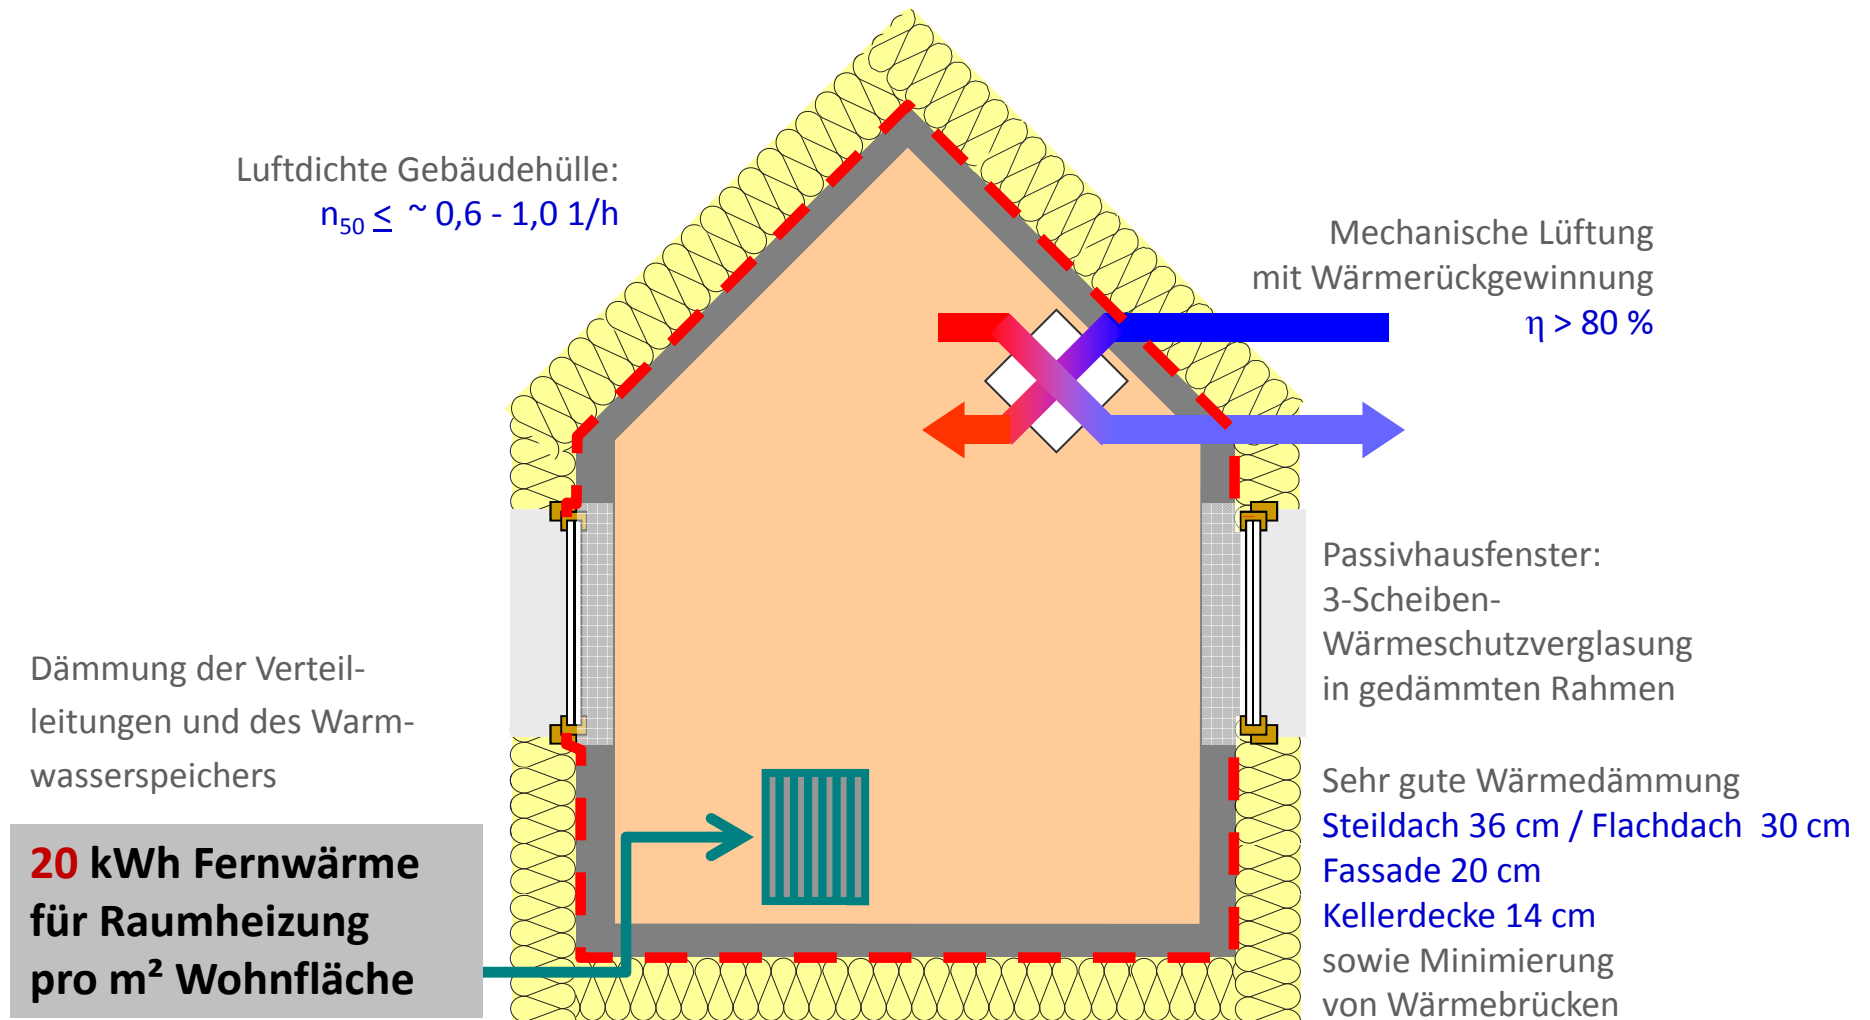 Luftdichte Gebäudehülle:
n₅₀ ≤ ~ 0,6 - 1,0 1/h
Mechanische Lüftung
mit Wärmerückgewinnung
η > 80 %
Passivhausfenster:
3-Scheiben-
Wärmeschutzverglasung
in gedämmten Rahmen
Dämmung der Verteil-
leitungen und des Warm-
wasserspeichers
20 kWh Fernwärme
für Raumheizung
pro m² Wohnfläche
Sehr gute Wärmedämmung
Steildach 36 cm / Flachdach 30 cm
Fassade 20 cm
Kellerdecke 14 cm
sowie Minimierung
von Wärmebrücken